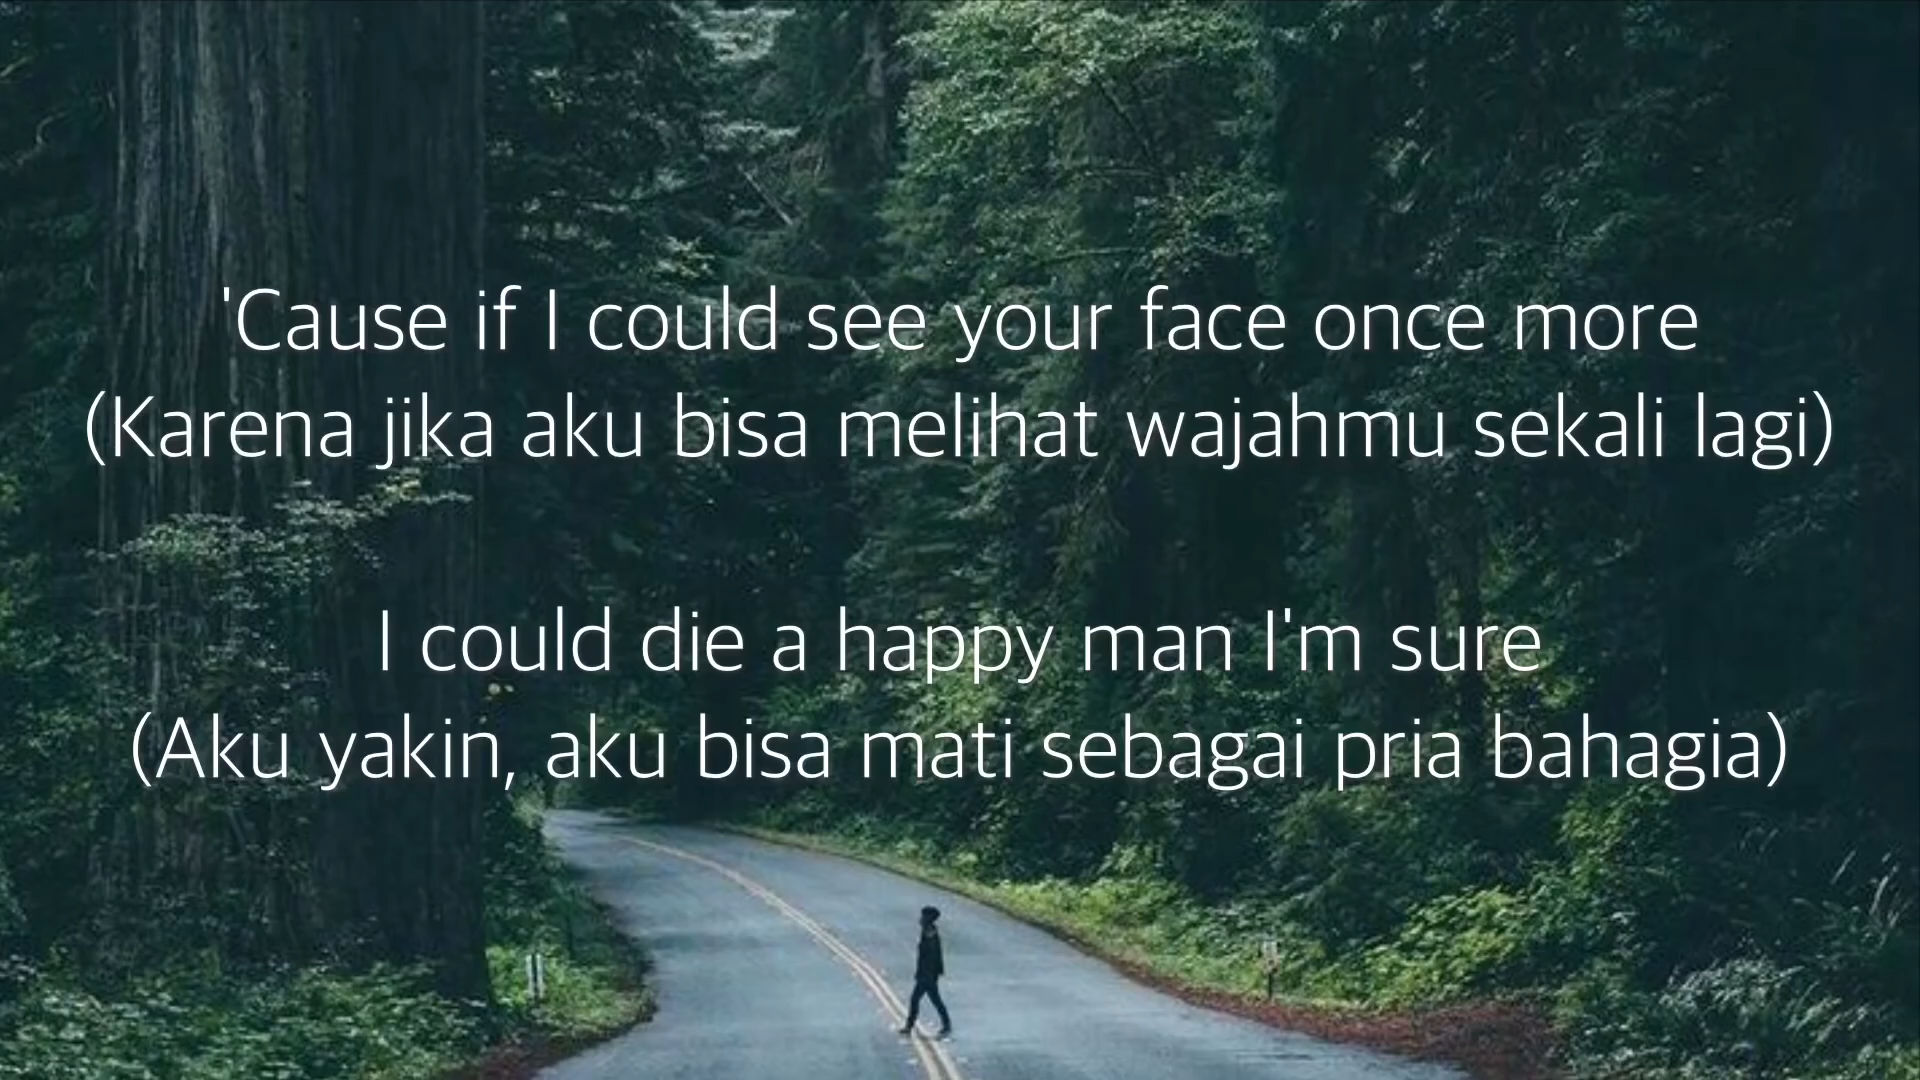 'Cause if I could see your face once more
(Karena jika aku bisa melihat wajahmu sekali lagi)
I could die a happy man I'm sure
(Aku yakin, aku bisa mati sebagai pria bahagia)